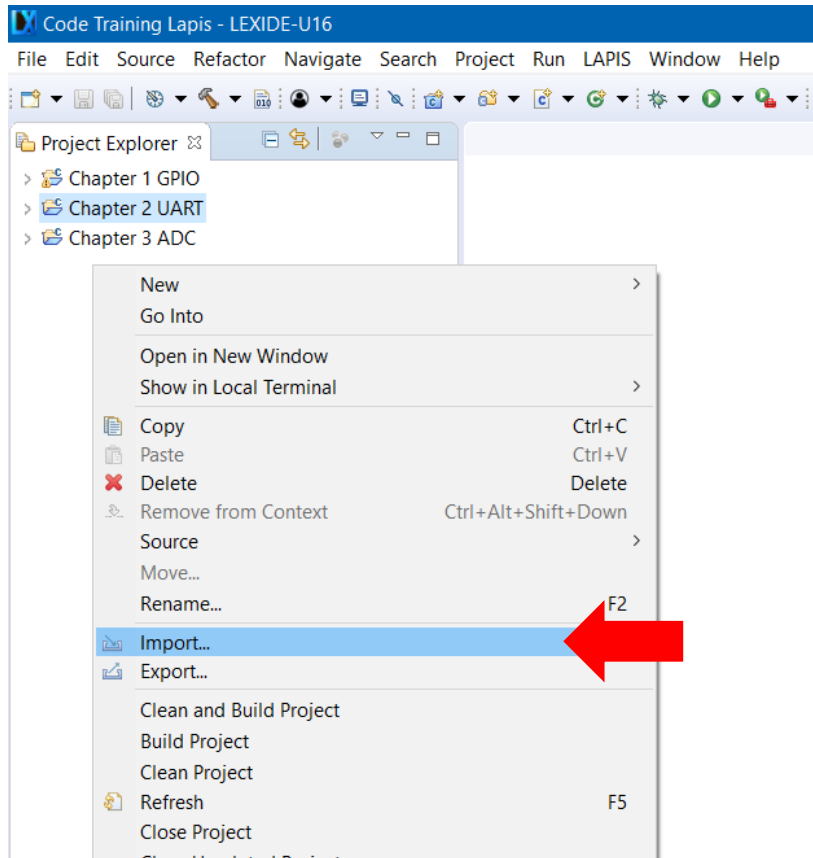 Code Training Lapis - LEXIDE-U16
File Edit Source Refactor Navigate Search Project Run LAPIS Window Help
Project Explorer
Chapter 1 GPIO
Chapter 2 UART
Chapter 3 ADC
New
Go Into
Open in New Window
Show in Local Terminal
Copy Ctrl+C
Paste Ctrl+V
Delete Delete
Remove from Context Ctrl+Alt+Shift+Down
Source
Move...
Rename... F2
Import...
Export...
Clean and Build Project
Build Project
Clean Project
Refresh F5
Close Project